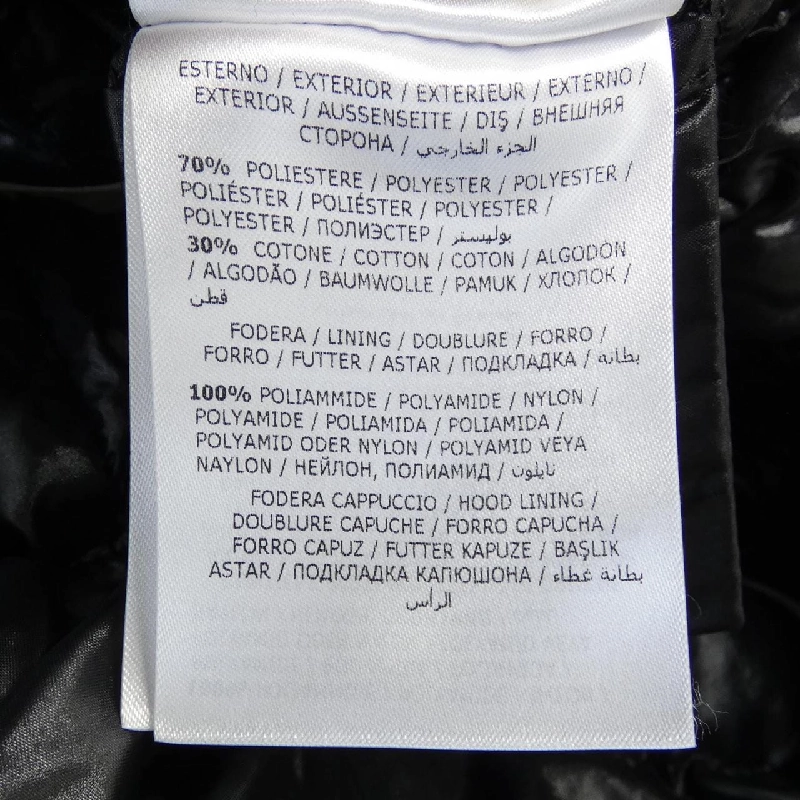 ESTERNO / EXTERIOR / EXTERIEUR / EXTERNO /
EXTERIOR / AUSSENSEITE / DIŞ / ВНЕШНЯЯ
СТОРОНА / الجزء الخارجي
70% POLIESTERE / POLYESTER / POLYESTER /
POLIÉSTER / POLIÉSTER / POLYESTER /
POLYESTER / ПОЛИЭСТЕР / بوليستر
30% COTONE / COTTON / COTON / ALGODÓN
/ ALGODÃO / BAUMWOLLE / PAMUK / ХЛОПОК /
قطن
FODERA / LINING / DOUBLURE / FORRO /
FORRO / FUTTER / ASTAR / ПОДКЛАДКА / بطانه
100% POLIAMMIDE / POLYAMIDE / NYLON /
POLYAMIDE / POLIAMIDA / POLIAMIDA /
POLYAMID ODER NYLON / POLYAMID VEYA
NAYLON / НЕЙЛОН, ПОЛИАМИД / نايلون
FODERA CAPPUCCIO / HOOD LINING /
DOUBLURE CAPUCHE / FORRO CAPUCHA /
FORRO CAPUZ / FUTTER KAPUZE / BAŞLIK
ASTAR / ПОДКЛАДКА КАПЮШОНА / بطانة غطاء
الرأس